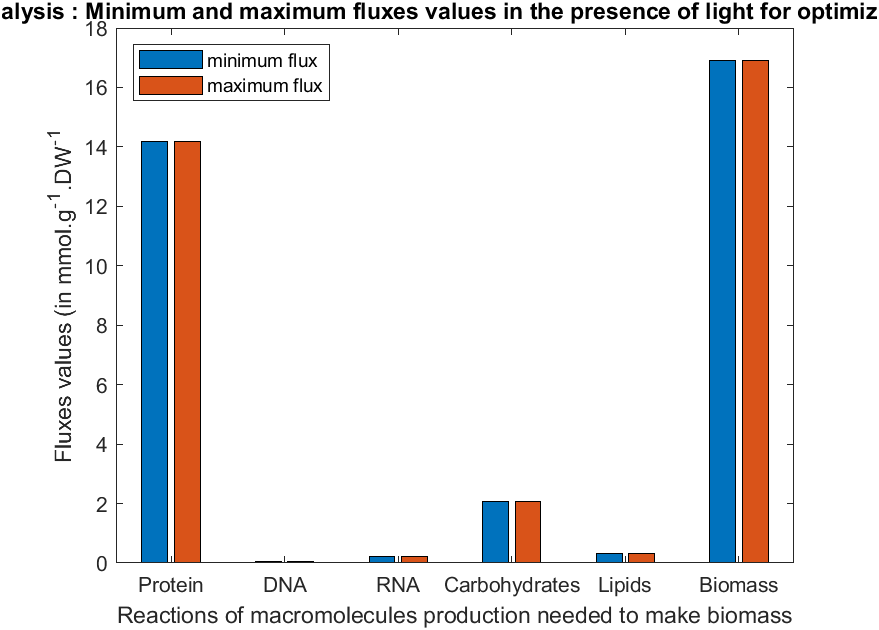 alysis : Minimum and maximum fluxes values in the presence of light for optimiz
18
minimum flux
maximum flux
16
14
12
10
8
6
4
2
0
Fluxes values (in mmol.g⁻¹.DW⁻¹
Protein DNA RNA Carbohydrates Lipids Biomass
Reactions of macromolecules production needed to make biomass